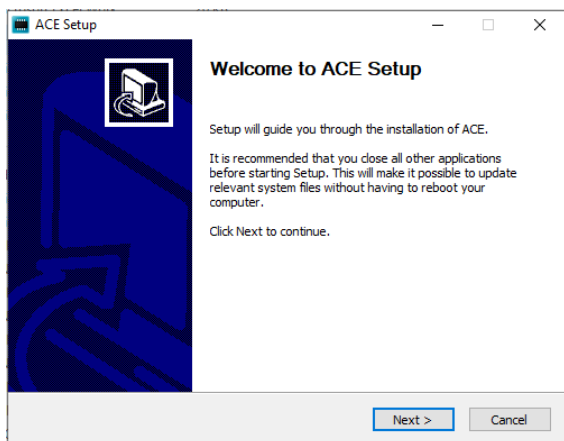 ACE Setup
Welcome to ACE Setup
Setup will guide you through the installation of ACE.
It is recommended that you close all other applications
before starting Setup. This will make it possible to update
relevant system files without having to reboot your
computer.
Click Next to continue.
Next >
Cancel